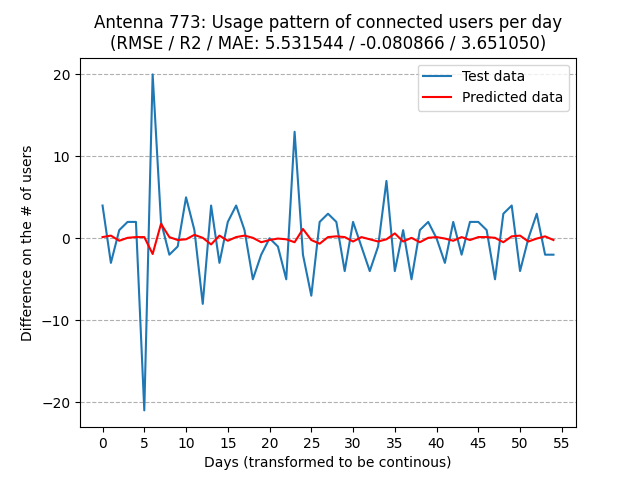 Antenna 773: Usage pattern of connected users per day
(RMSE / R2 / MAE: 5.531544 / -0.080866 / 3.651050)
Test data
Predicted data
Difference on the # of users
20
10
0
−10
−20
0 5 10 15 20 25 30 35 40 45 50 55
Days (transformed to be continous)